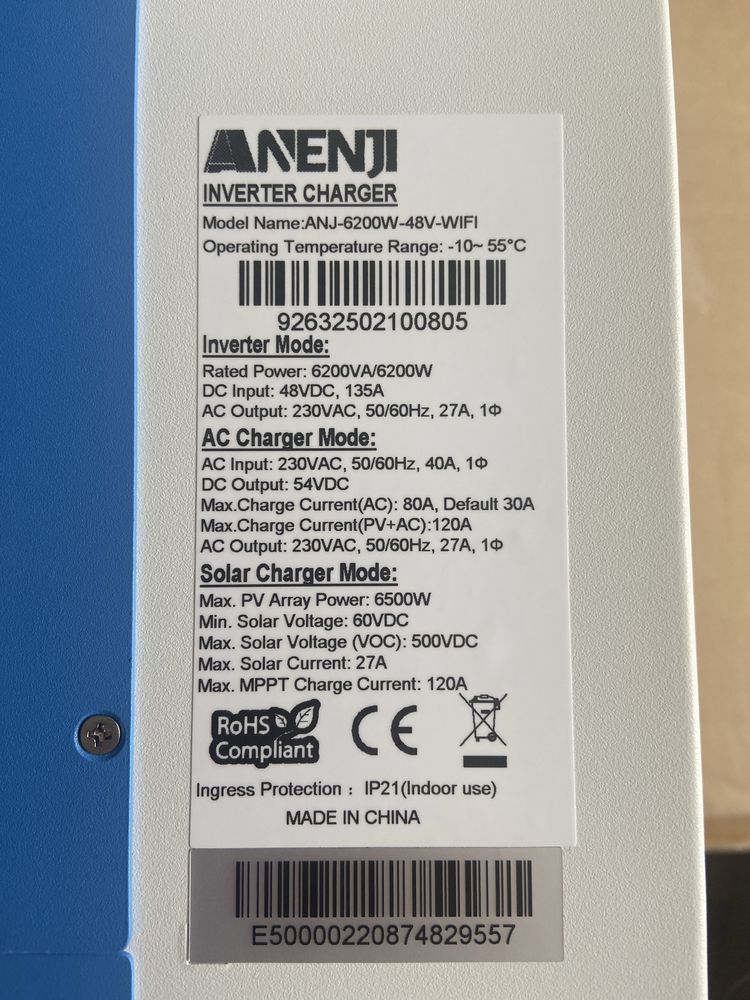 ANENJI
INVERTER CHARGER
Model Name:ANJ-6200W-48V-WIFI
Operating Temperature Range: -10~ 55°C
92632502100805
Inverter Mode:
Rated Power: 6200VA/6200W
DC Input: 48VDC, 135A
AC Output: 230VAC, 50/60Hz, 27A, 1Φ
AC Charger Mode:
AC Input: 230VAC, 50/60Hz, 40A, 1Φ
DC Output: 54VDC
Max.Charge Current(AC): 80A, Default 30A
Max.Charge Current(PV+AC):120A
AC Output: 230VAC, 50/60Hz, 27A, 1Φ
Solar Charger Mode:
Max. PV Array Power: 6500W
Min. Solar Voltage: 60VDC
Max. Solar Voltage (VOC): 500VDC
Max. Solar Current: 27A
Max. MPPT Charge Current: 120A
RoHS
Compliant
CE
Ingress Protection : IP21(Indoor use)
MADE IN CHINA
E50000220874829557